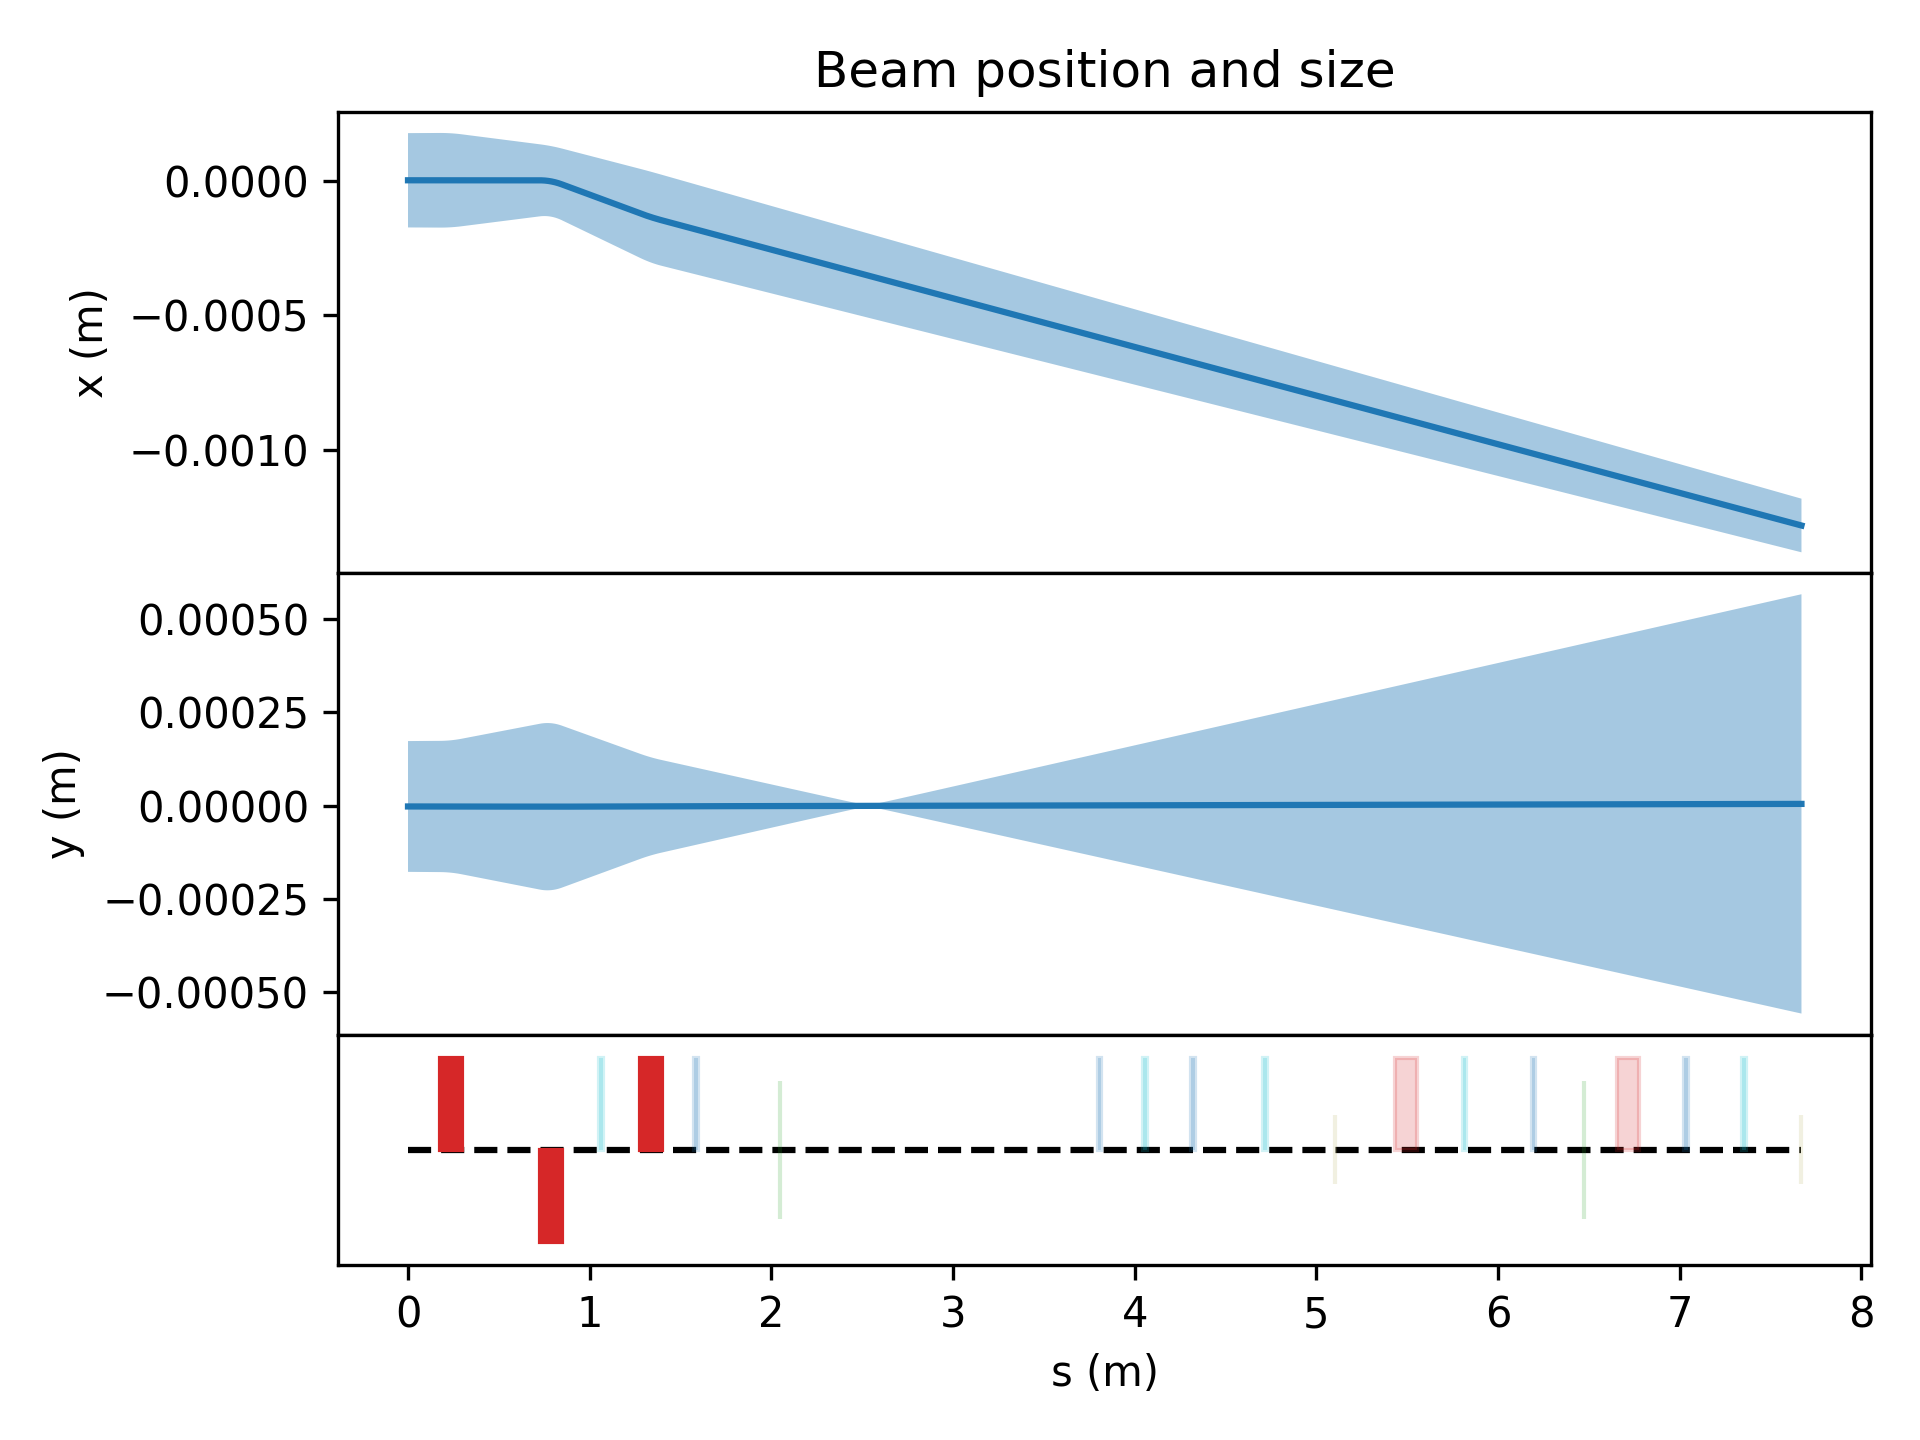 Beam position and size
0.0000
−0.0005
−0.0010
x (m)
0.00050
0.00025
0.00000
−0.00025
−0.00050
y (m)
0 1 2 3 4 5 6 7 8
s (m)